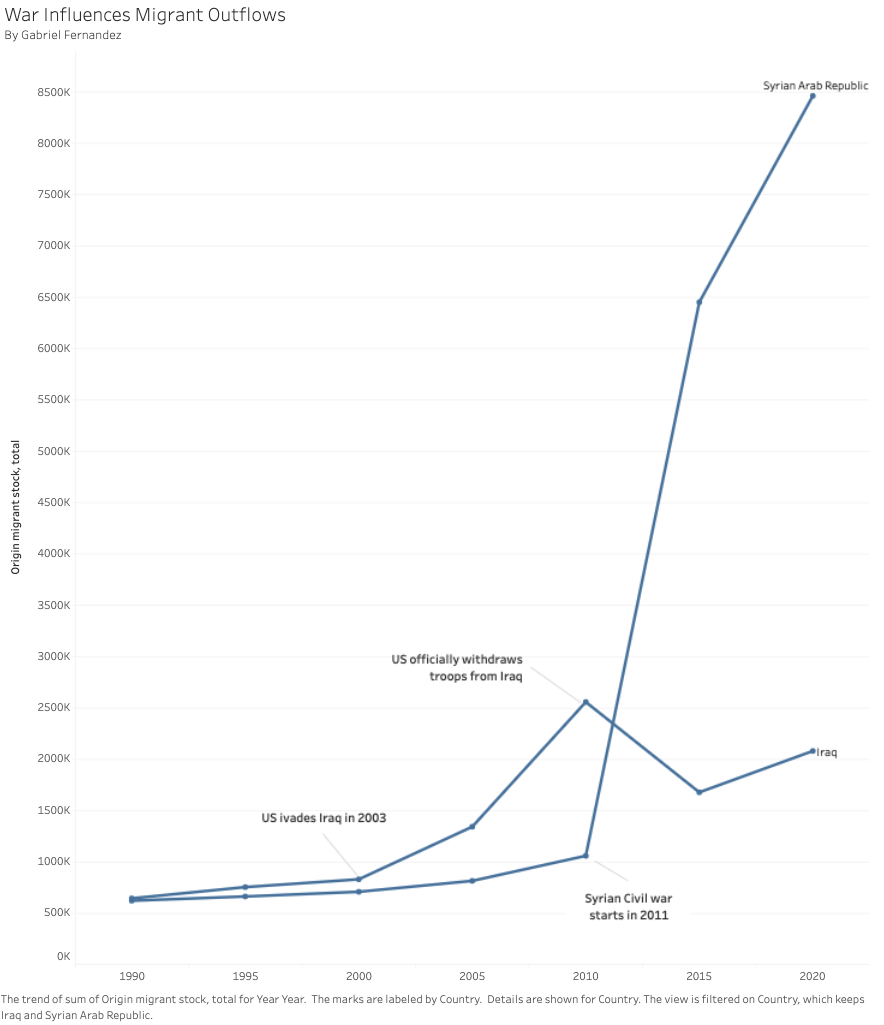 War Influences Migrant Outflows
By Gabriel Fernandez
Syrian Arab Republic
8500K
8000K
7500K
7000K
6500K
6000K
5500K
5000K
4500K
4000K
3500K
3000K
2500K
2000K
1500K
1000K
500K
0K
Origin migrant stock, total
US officially withdraws
troops from Iraq
Iraq
US ivades Iraq in 2003
Syrian Civil war
starts in 2011
1990
1995
2000
2005
2010
2015
2020
The trend of sum of Origin migrant stock, total for Year Year. The marks are labeled by Country. Details are shown for Country. The view is filtered on Country, which keeps
Iraq and Syrian Arab Republic.